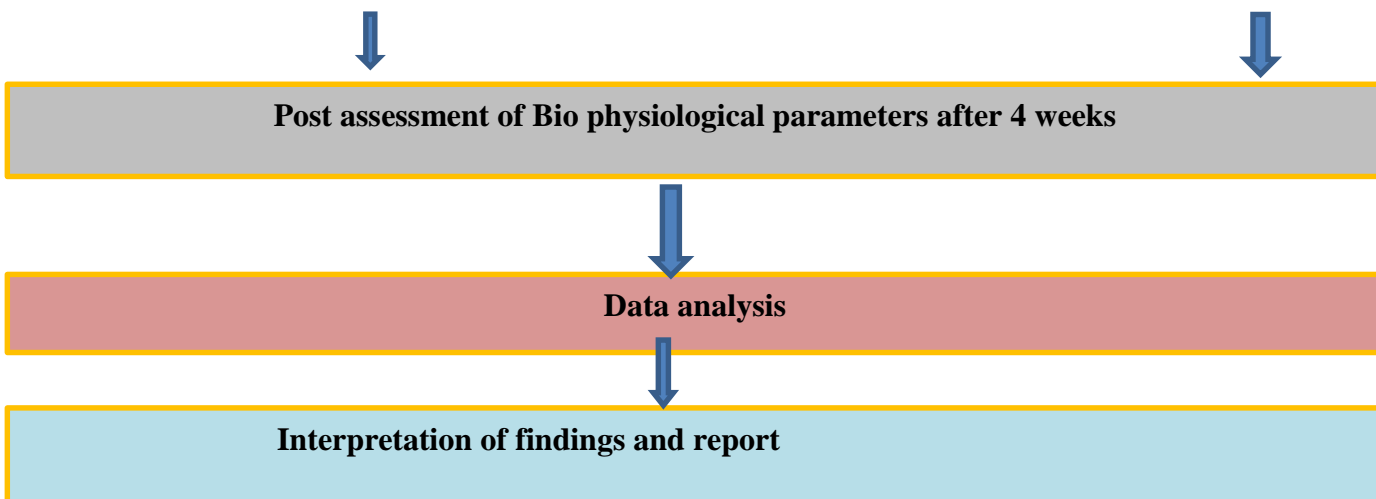 Post assessment of Bio physiological parameters after 4 weeks
Data analysis
Interpretation of findings and report